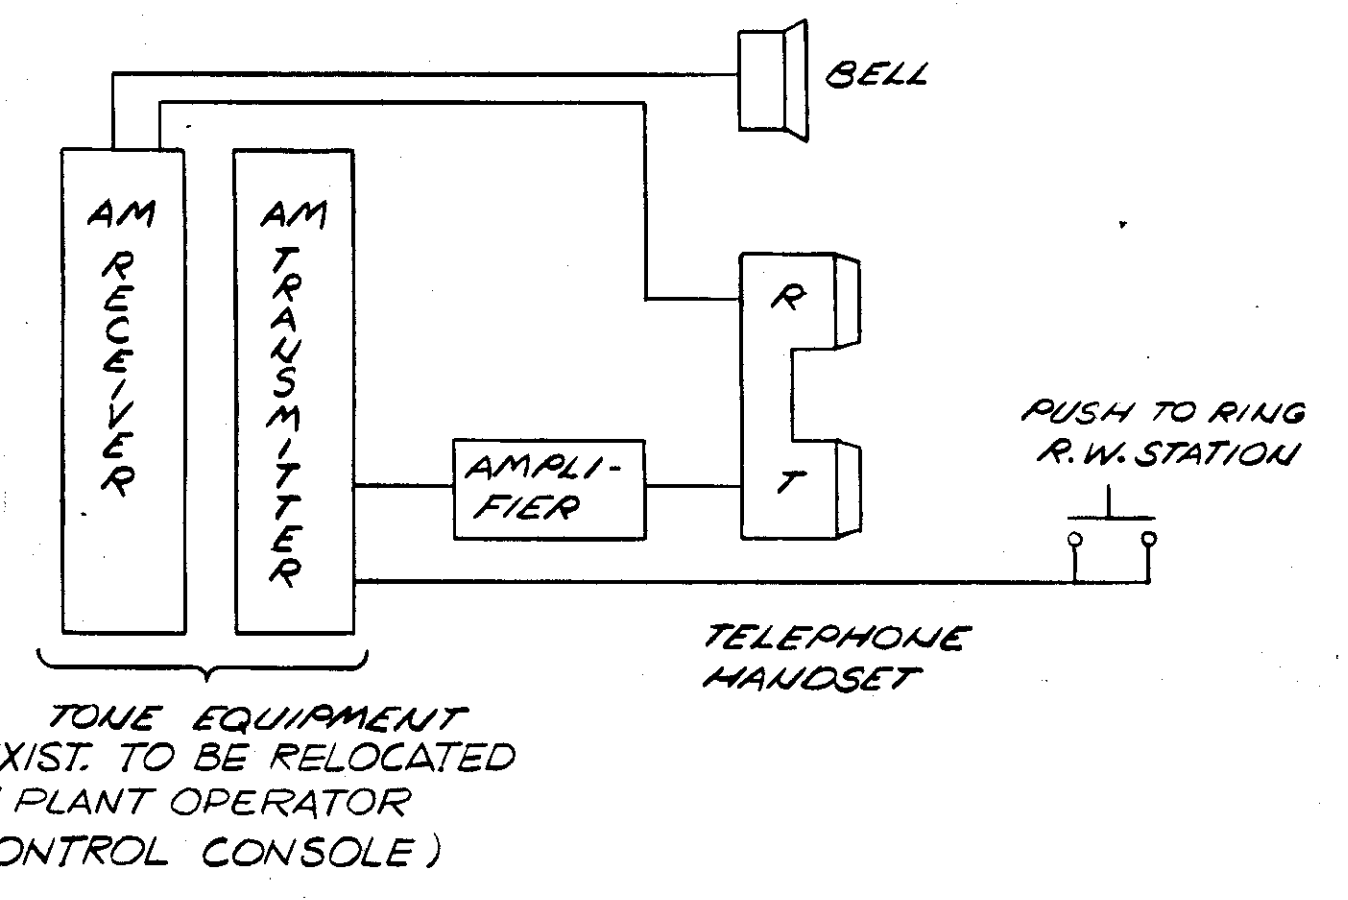 BELL
AM
RECEIVER
AM
TRANSMITTER
R
AMPLI-
FIER
T
PUSH TO RING
R.W. STATION
TELEPHONE
HANDSET
TONE EQUIPMENT
XIST. TO BE RELOCATED
PLANT OPERATOR
ONTROL CONSOLE)